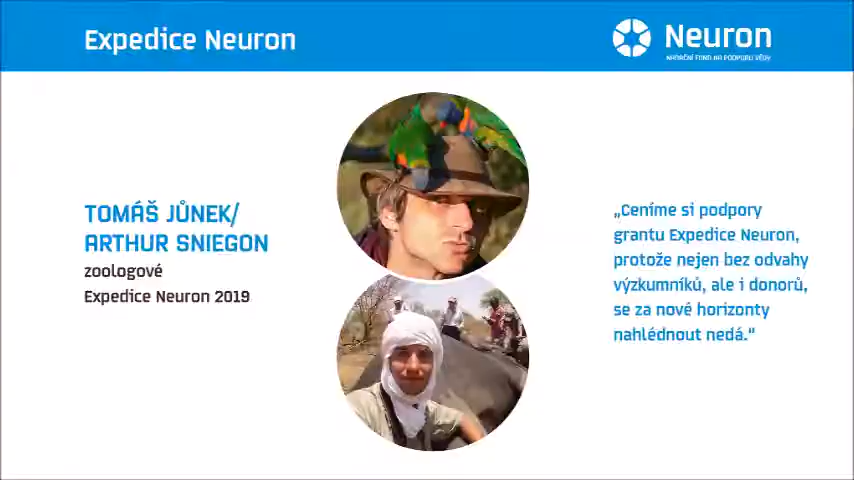 Expedice Neuron
Neuron
NADAČNÍ FOND NA PODPORU VĚDY
TOMÁŠ JŮNEK/
ARTHUR SNIEGON
zoologové
Expedice Neuron 2019
„Ceníme si podpory
grantu Expedice Neuron,
protože nejen bez odvahy
výzkumníků, ale i donorů,
se za nové horizonty
nahlédnout nedá.“